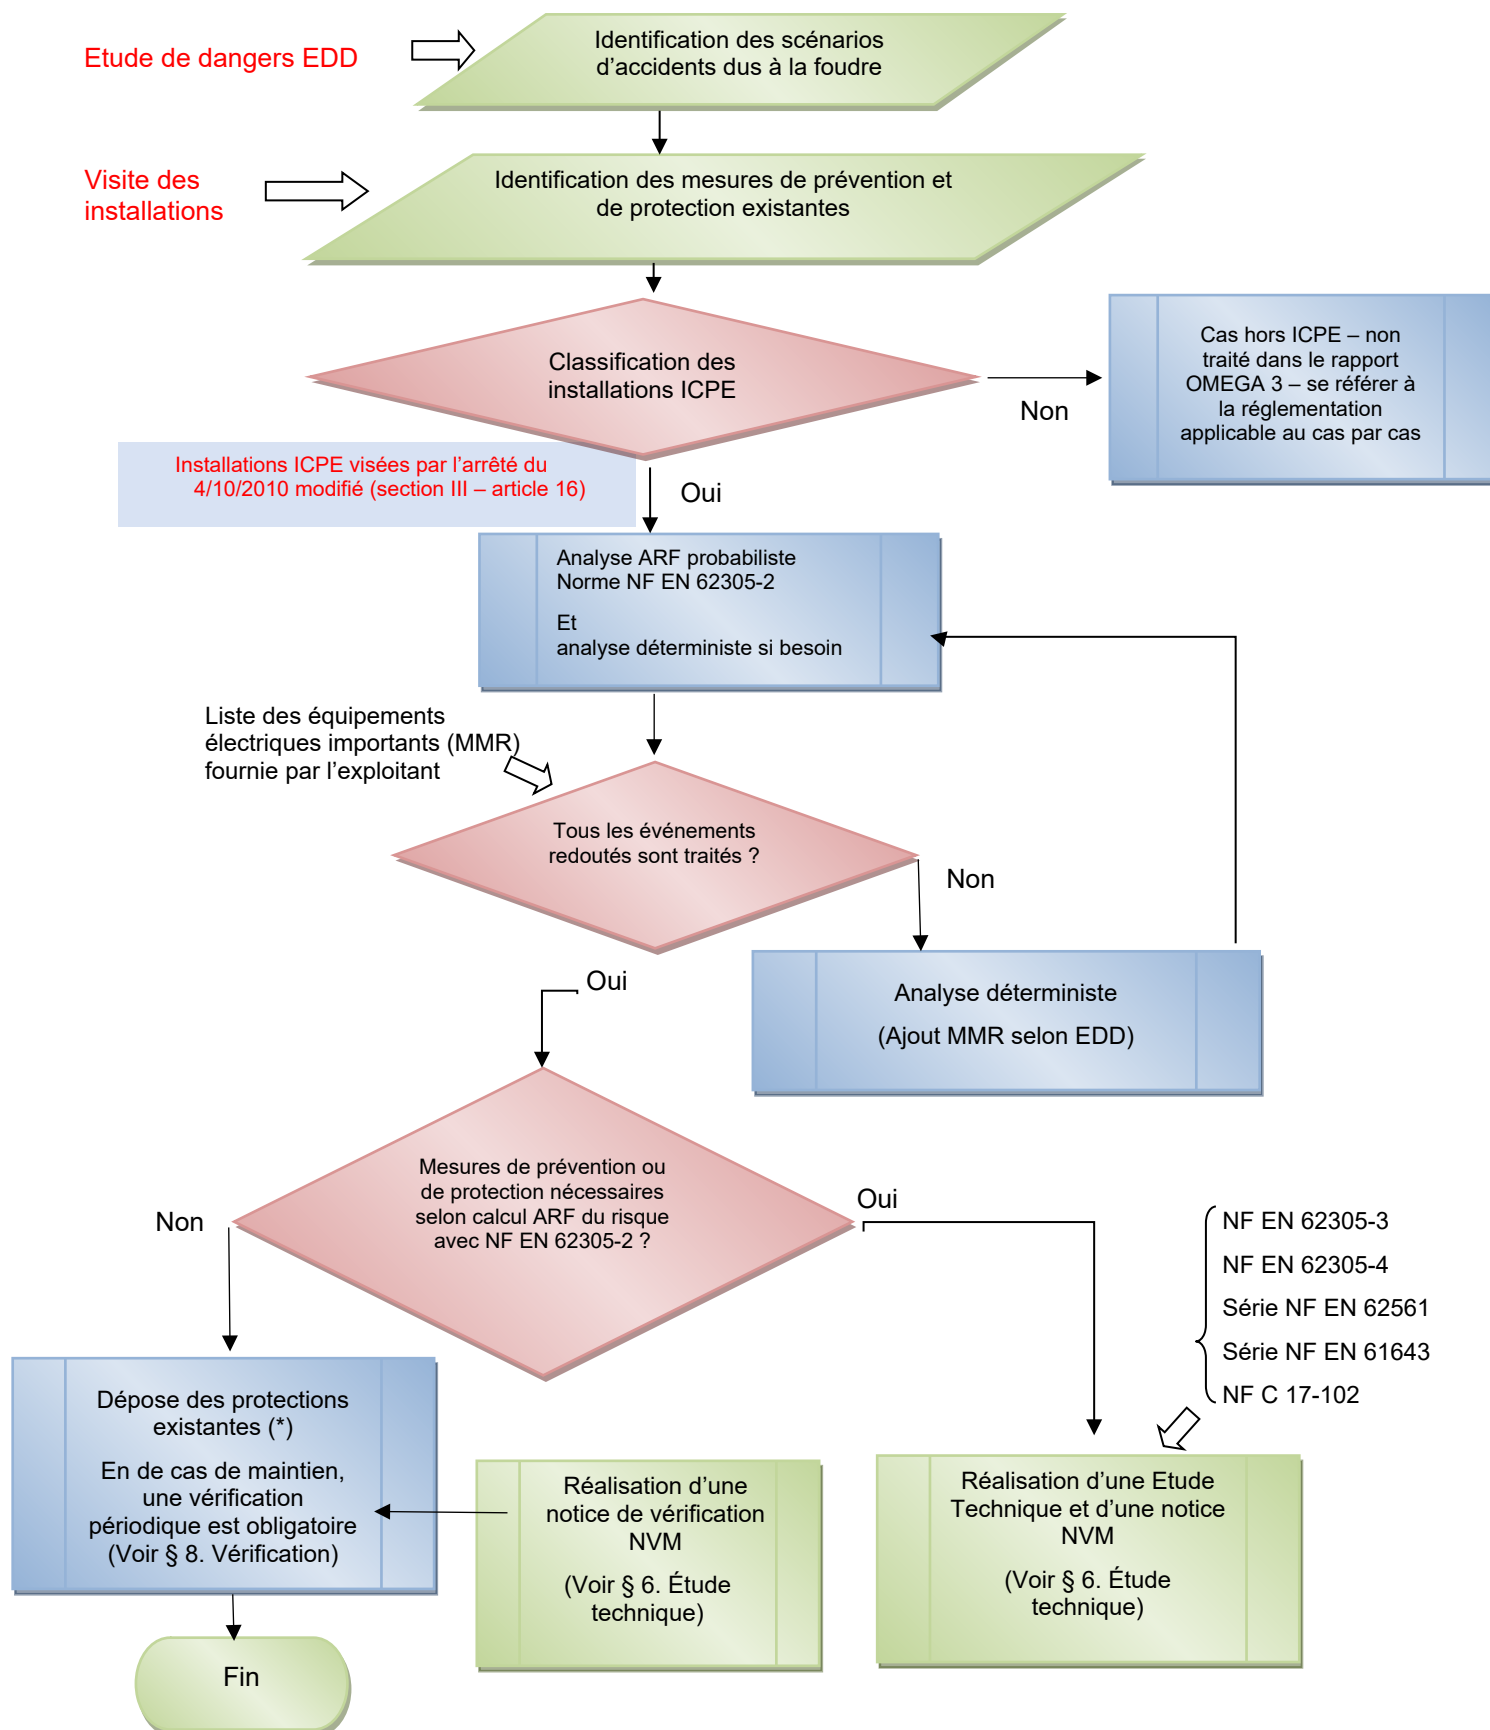 Etude de dangers EDD
Identification des scénarios
d’accidents dus à la foudre
Visite des
installations
Identification des mesures de prévention et
de protection existantes
Classification des
installations ICPE
Non
Cas hors ICPE – non
traité dans le rapport
OMEGA 3 – se référer à
la réglementation
applicable au cas par cas
Installations ICPE visées par l’arrêté du
4/10/2010 modifié (section III – article 16)
Oui
Analyse ARF probabiliste
Norme NF EN 62305-2
Et
analyse déterministe si besoin
Liste des équipements
électriques importants (MMR)
fournie par l’exploitant
Tous les événements
redoutés sont traités ?
Non
Oui
Analyse déterministe
(Ajout MMR selon EDD)
Mesures de prévention ou
de protection nécessaires
selon calcul ARF du risque
avec NF EN 62305-2 ?
Non
Oui
NF EN 62305-3
NF EN 62305-4
Série NF EN 62561
Série NF EN 61643
NF C 17-102
Dépose des protections
existantes (*)
En de cas de maintien,
une vérification
périodique est obligatoire
(Voir § 8. Vérification)
Réalisation d’une
notice de vérification
NVM
(Voir § 6. Étude
technique)
Réalisation d’une Etude
Technique et d’une notice
NVM
(Voir § 6. Étude
technique)
Fin